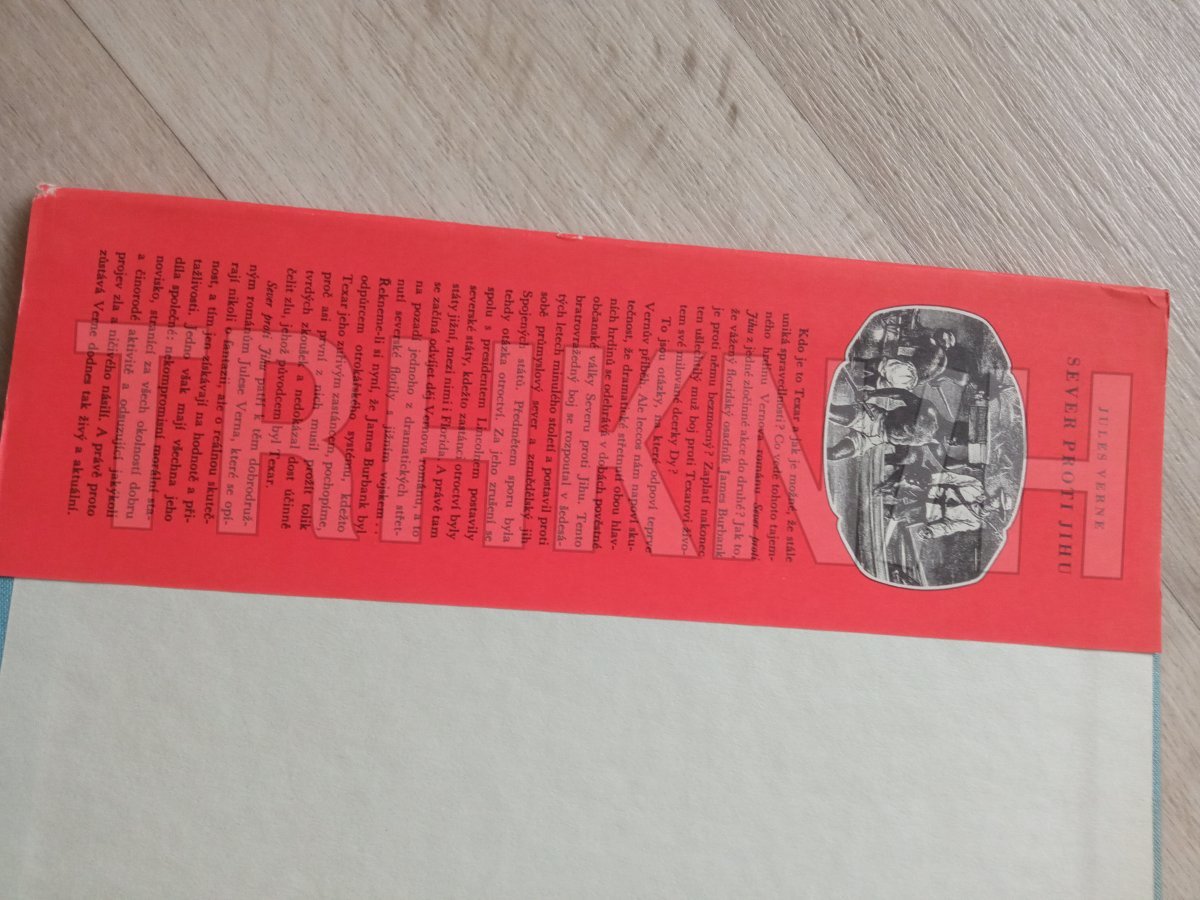 JULES VERNE
SEVER PROTI JIHU
Kdo je to Texar a jak je možné, že stále
uniká spravedlnosti? Co vede tohoto tajem-
ného hrdinu Vernova románu Sever proti
Jihu z jedné zločinné akce do druhé? Jak to,
že vážený floridský osadník James Burbank
je proti němu bezmocný? Zaplatí nakonec
ten ušlechtilý muž boj proti Texarovi živo-
tem své milované dcerky Dy?
To jsou otázky, na které odpoví teprve
Vernův příběh. Ale leccos nám napoví sku-
tečnost, že dramatické střetnutí obou hlav-
ních hrdinů se odehrává v dobách pověstné
občanské války Severu proti Jihu. Tento
bratrovražedný boj se rozpoutal v šedesá-
tých letech minulého století a postavil proti
sobě průmyslový sever a zemědělský jih
Spojených států. Předmětem sporu byla
tehdy otázka otroctví. Za jeho zrušení se
spolu s presidentem Lincolnem postavily
severské státy, kdežto zastánci otroctví byly
státy jižní, mezi nimi i Florida. A právě tam
se začíná odvíjet děj Vernova románu, a to
na pozadí jednoho z dramatických střet-
nutí severské flotily s jižním vojskem...
Řekneme-li si nyní, že James Burbank byl
odpůrcem otrokářského systému, kdežto
Texar jeho zuřivým zastáncem, pochopíme,
proč asi první z nich musil prožít tolik
tvrdých zkoušek a nedokázal dost účinně
čelit zlu, jehož původcem byl Texar.
Sever proti Jihu patří k těm dobrodruž-
ným románům Julese Verna, které se opí-
rají nikoli o fantazii, ale o reálnou skuteč-
nost, a tím jen získávají na hodnotě a při-
tažlivosti. Jedno však mají všechna jeho
díla společné: nekompromisní morální sta-
novisko, stranící za všech okolností dobru
a činorodé aktivitě a odsuzující jakýkoli
projev zla a ničivého násilí. A právě proto
zůstává Verne dodnes tak živý a aktuální.
TRHKNIH